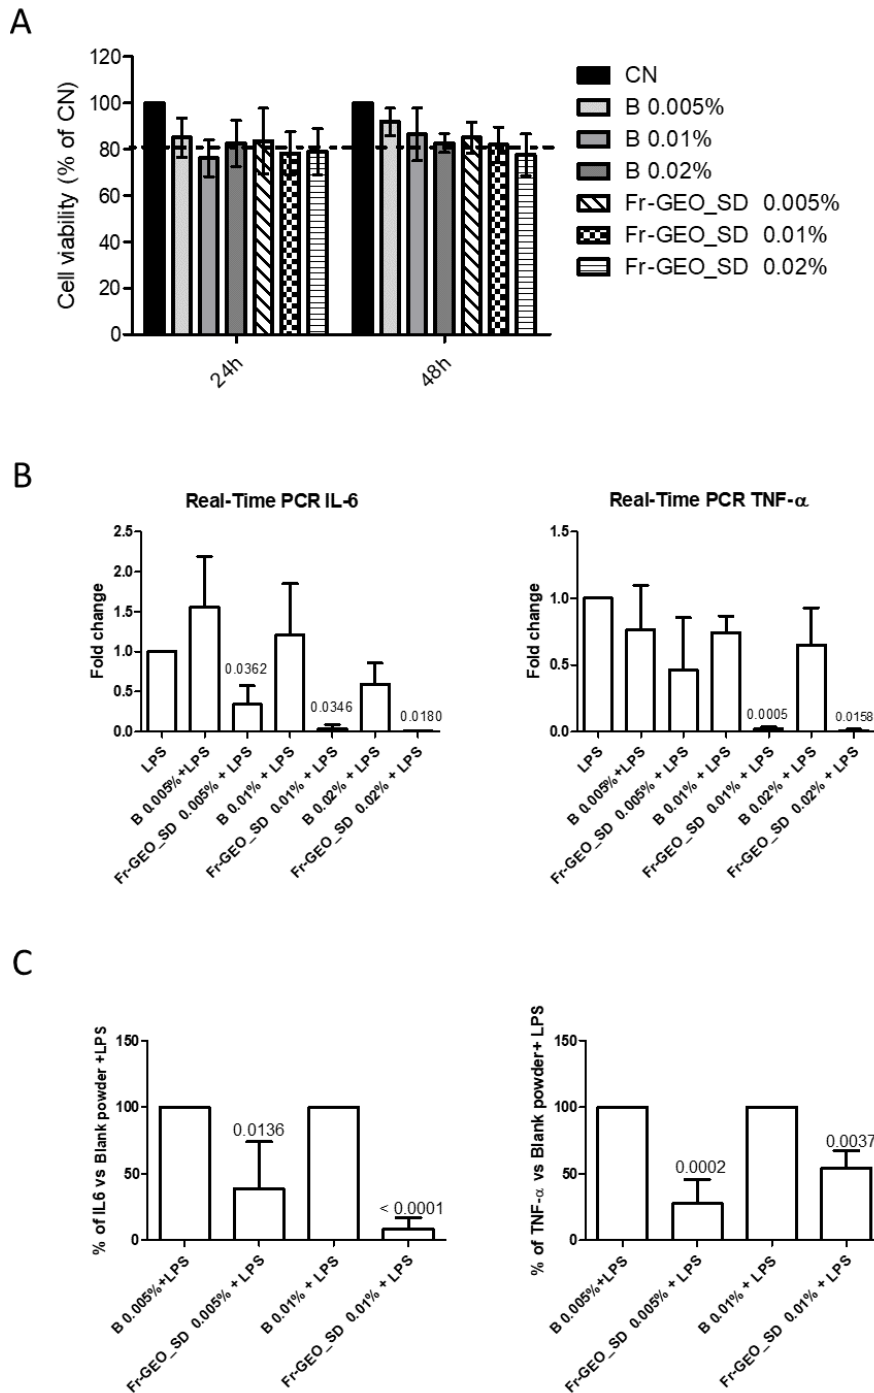 A
Cell viability (% of CN)
120
100
80
60
40
20
0
24h
48h
CN
B 0.005%
B 0.01%
B 0.02%
Fr-GEO_SD 0.005%
Fr-GEO_SD 0.01%
Fr-GEO_SD 0.02%
B
Real-Time PCR IL-6
Fold change
2.5
2.0
1.5
1.0
0.5
0.0
0.0362
0.0346
0.0180
LPS
B 0.005%+LPS
Fr-GEO_SD 0.005% + LPS
B 0.01% + LPS
Fr-GEO_SD 0.01% + LPS
B 0.02% + LPS
Fr-GEO_SD 0.02% + LPS
Real-Time PCR TNF-α
Fold change
1.5
1.0
0.5
0.0
0.0005
0.0158
LPS
B 0.005%+LPS
Fr-GEO_SD 0.005% + LPS
B 0.01% + LPS
Fr-GEO_SD 0.01% + LPS
B 0.02% + LPS
Fr-GEO_SD 0.02% + LPS
C
% of IL6 vs Blank powder +LPS
150
100
50
0
0.0136
< 0.0001
B 0.005%+LPS
Fr-GEO_SD 0.005% + LPS
B 0.01% + LPS
Fr-GEO_SD 0.01% + LPS
% of TNF-α vs Blank powder+ LPS
150
100
50
0
0.0002
0.0037
B 0.005%+LPS
Fr-GEO_SD 0.005% + LPS
B 0.01% + LPS
Fr-GEO_SD 0.01% + LPS